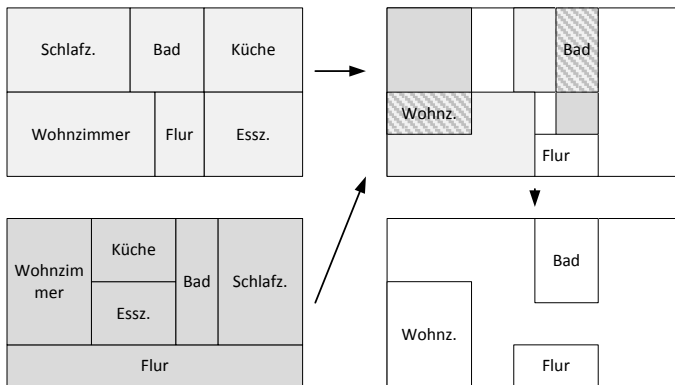 Schlafz.
Bad
Küche
Wohnzimmer
Flur
Essz.
Bad
Wohnz.
Flur
Wohnzim
mer
Küche
Essz.
Bad
Schlafz.
Flur
Bad
Wohnz.
Flur